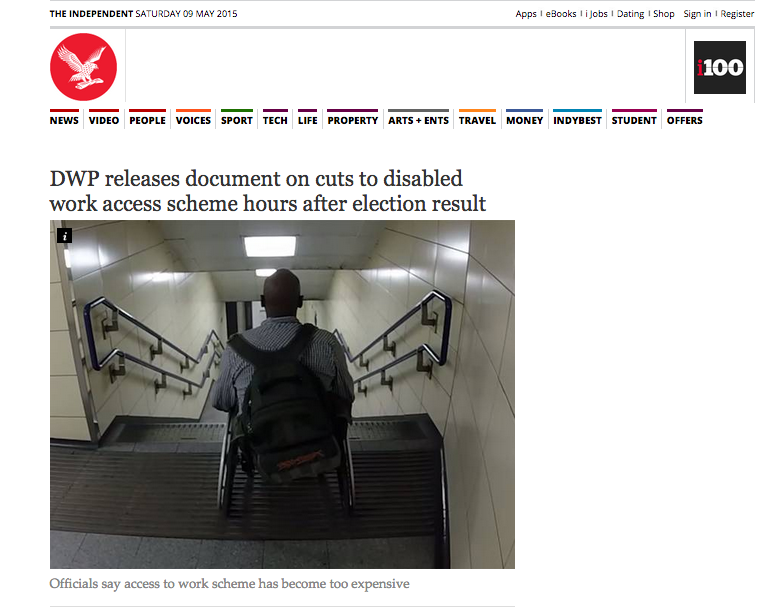 THE INDEPENDENT SATURDAY 09 MAY 2015
Apps eBooks i Jobs Dating Shop Sign in Register
i100
NEWS VIDEO PEOPLE VOICES SPORT TECH LIFE PROPERTY ARTS + ENTS TRAVEL MONEY INDYBEST STUDENT OFFERS
DWP releases document on cuts to disabled
work access scheme hours after election result
i
Officials say access to work scheme has become too expensive